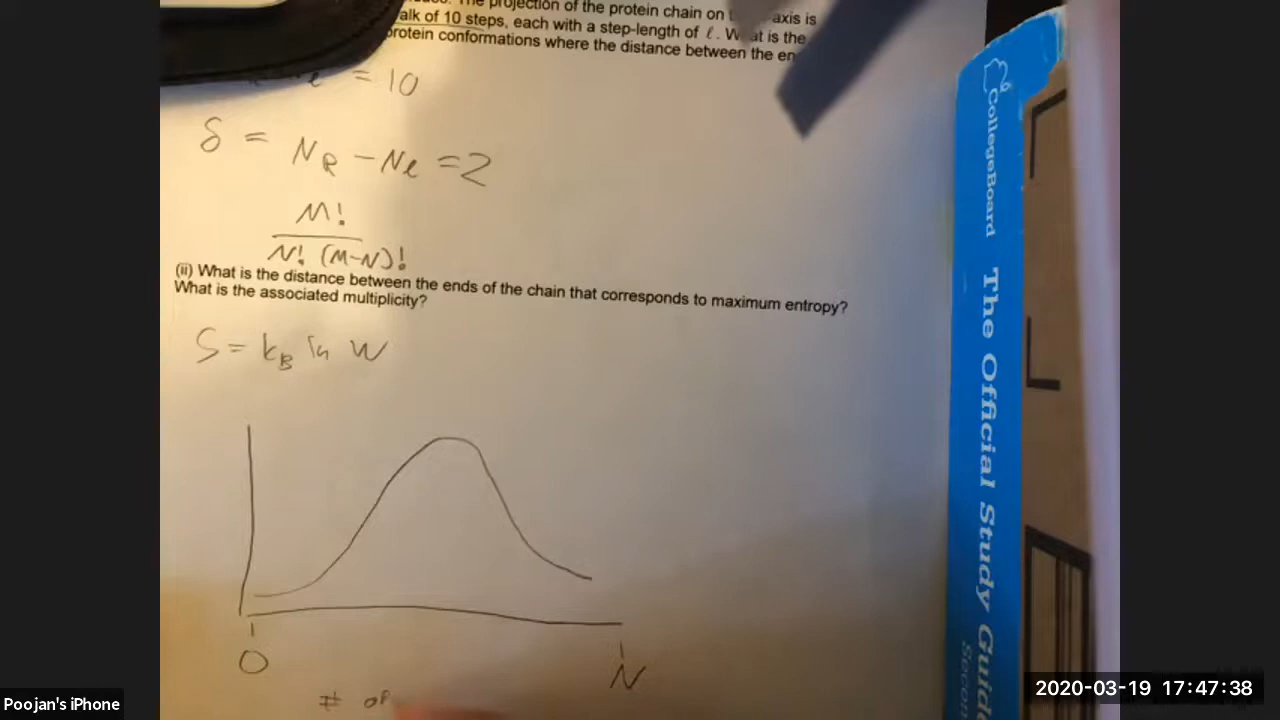 projection of the protein chain on axis is
alk of 10 steps, each with a step-length of ℓ. What is the
protein conformations where the distance between the en
= 10
δ = N_R - N_ℓ = 2
M!
N! (M-N)!
(ii) What is the distance between the ends of the chain that corresponds to maximum entropy?
What is the associated multiplicity?
S = k_B ln W
0
N
# of
CollegeBoard The Official Study Guide
Secon
Poojan's iPhone
2020-03-19 17:47:38